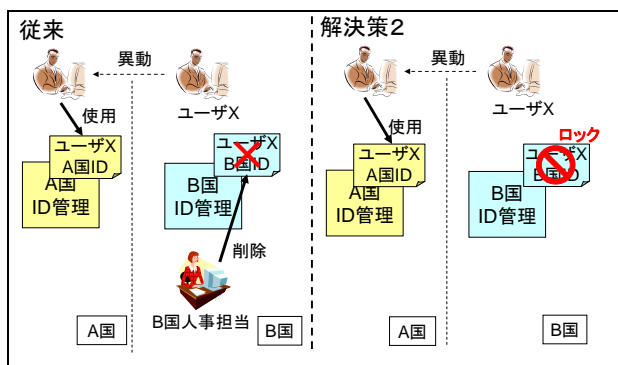 従来
異動
ユーザX
使用
ユーザX
A国ID
A国
ID管理
ユーザX
B国ID
B国
ID管理
削除
B国人事担当
A国
B国
解決策2
異動
ユーザX
使用
ロック
ユーザX
A国ID
A国
ID管理
ユーザX
B国ID
B国
ID管理
A国
B国